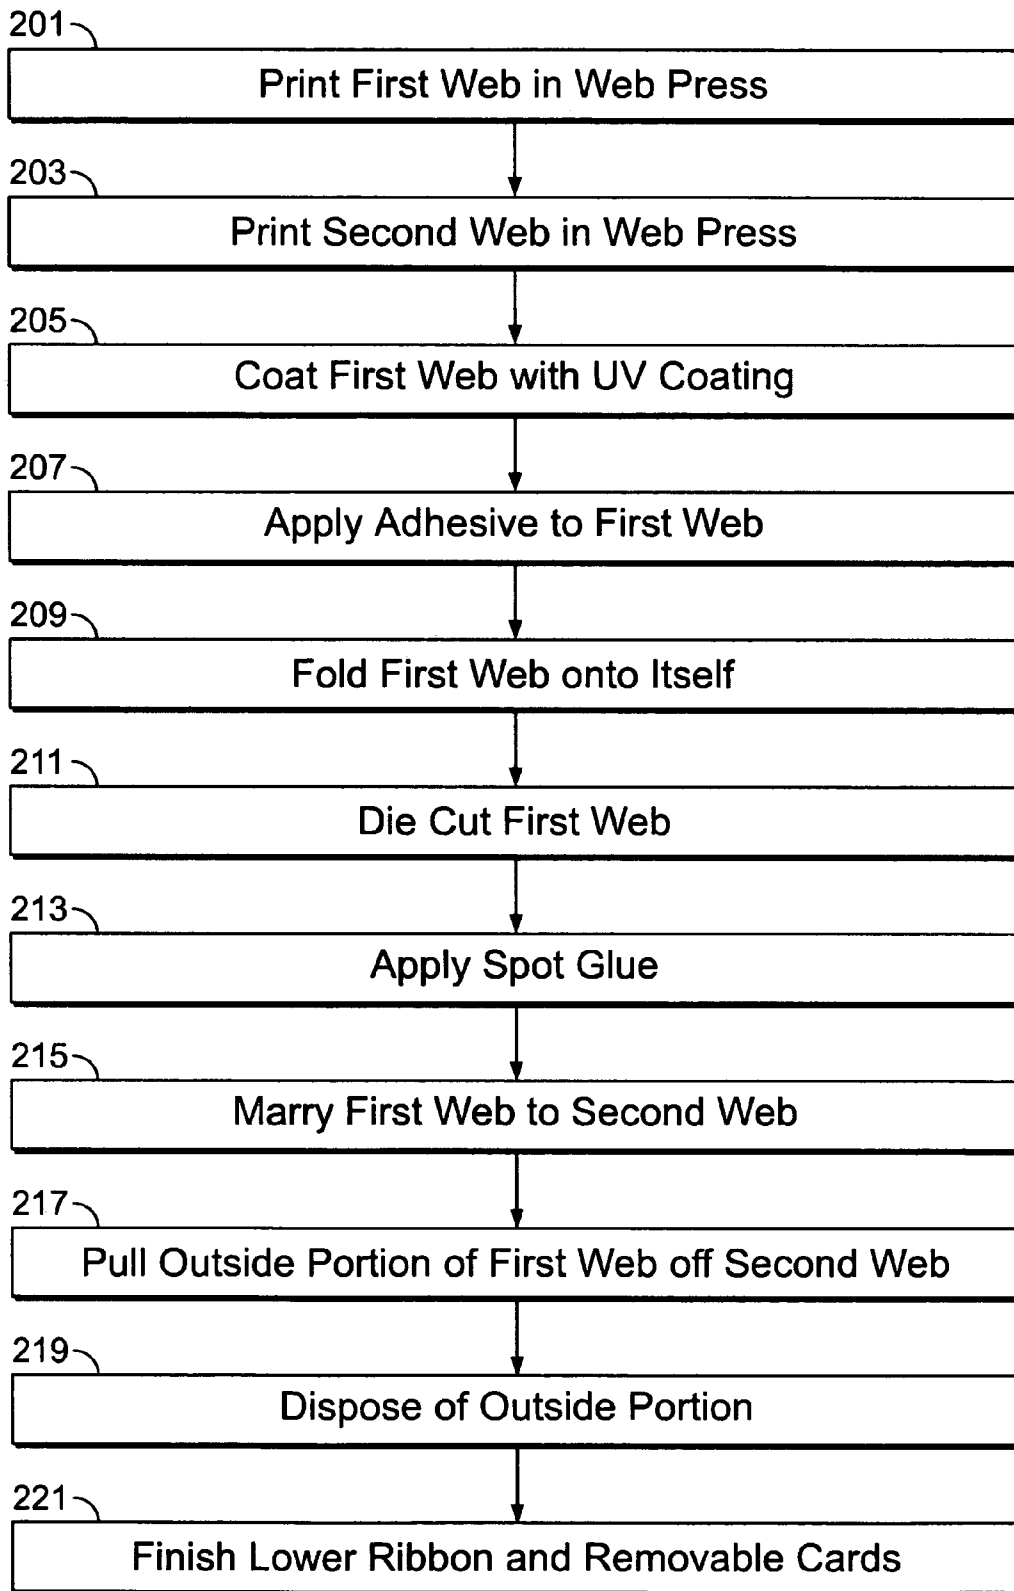 201
Print First Web in Web Press
203
Print Second Web in Web Press
205
Coat First Web with UV Coating
207
Apply Adhesive to First Web
209
Fold First Web onto Itself
211
Die Cut First Web
213
Apply Spot Glue
215
Marry First Web to Second Web
217
Pull Outside Portion of First Web off Second Web
219
Dispose of Outside Portion
221
Finish Lower Ribbon and Removable Cards